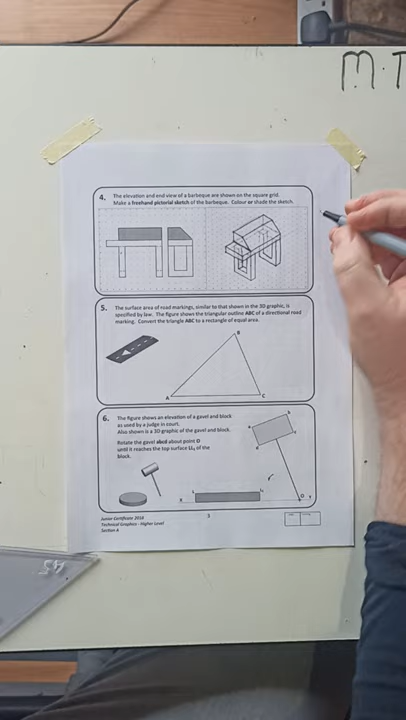 M.T
4. The elevation and end view of a barbeque are shown on the square grid.
Make a freehand pictorial sketch of the barbeque. Colour or shade the sketch.
5. The surface area of road markings, similar to that shown in the 3D graphic, is
specified by law. The figure shows the triangular outline ABC of a directional road
marking. Convert the triangle ABC to a rectangle of equal area.
B
A
C
6. The figure shows an elevation of a gavel and block
as used by a judge in court.
Also shown is a 3D graphic of the gavel and block.
Rotate the gavel abcd about point O
until it reaches the top surface LL₁ of the
block.
X
O Y
Junior Certificate 2018
Technical Graphics - Higher Level
Section A
3
45